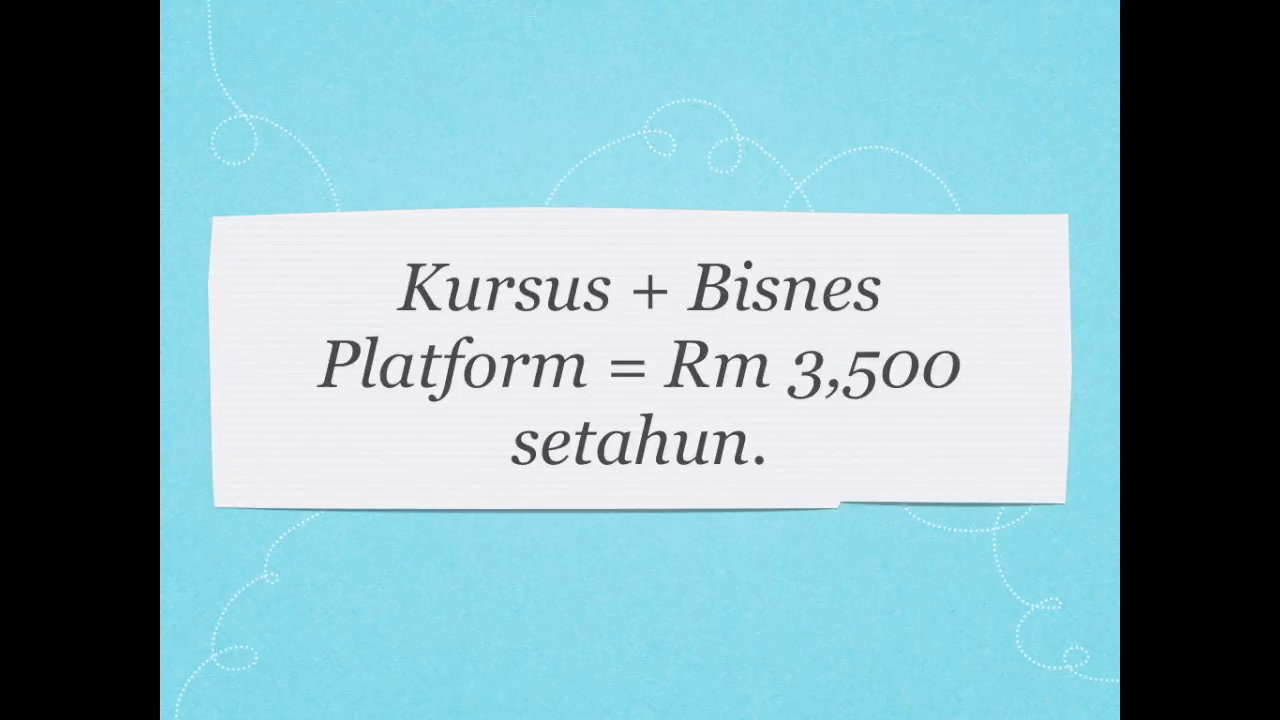 Kursus + Bisnes
Platform = Rm 3,500
setahun.